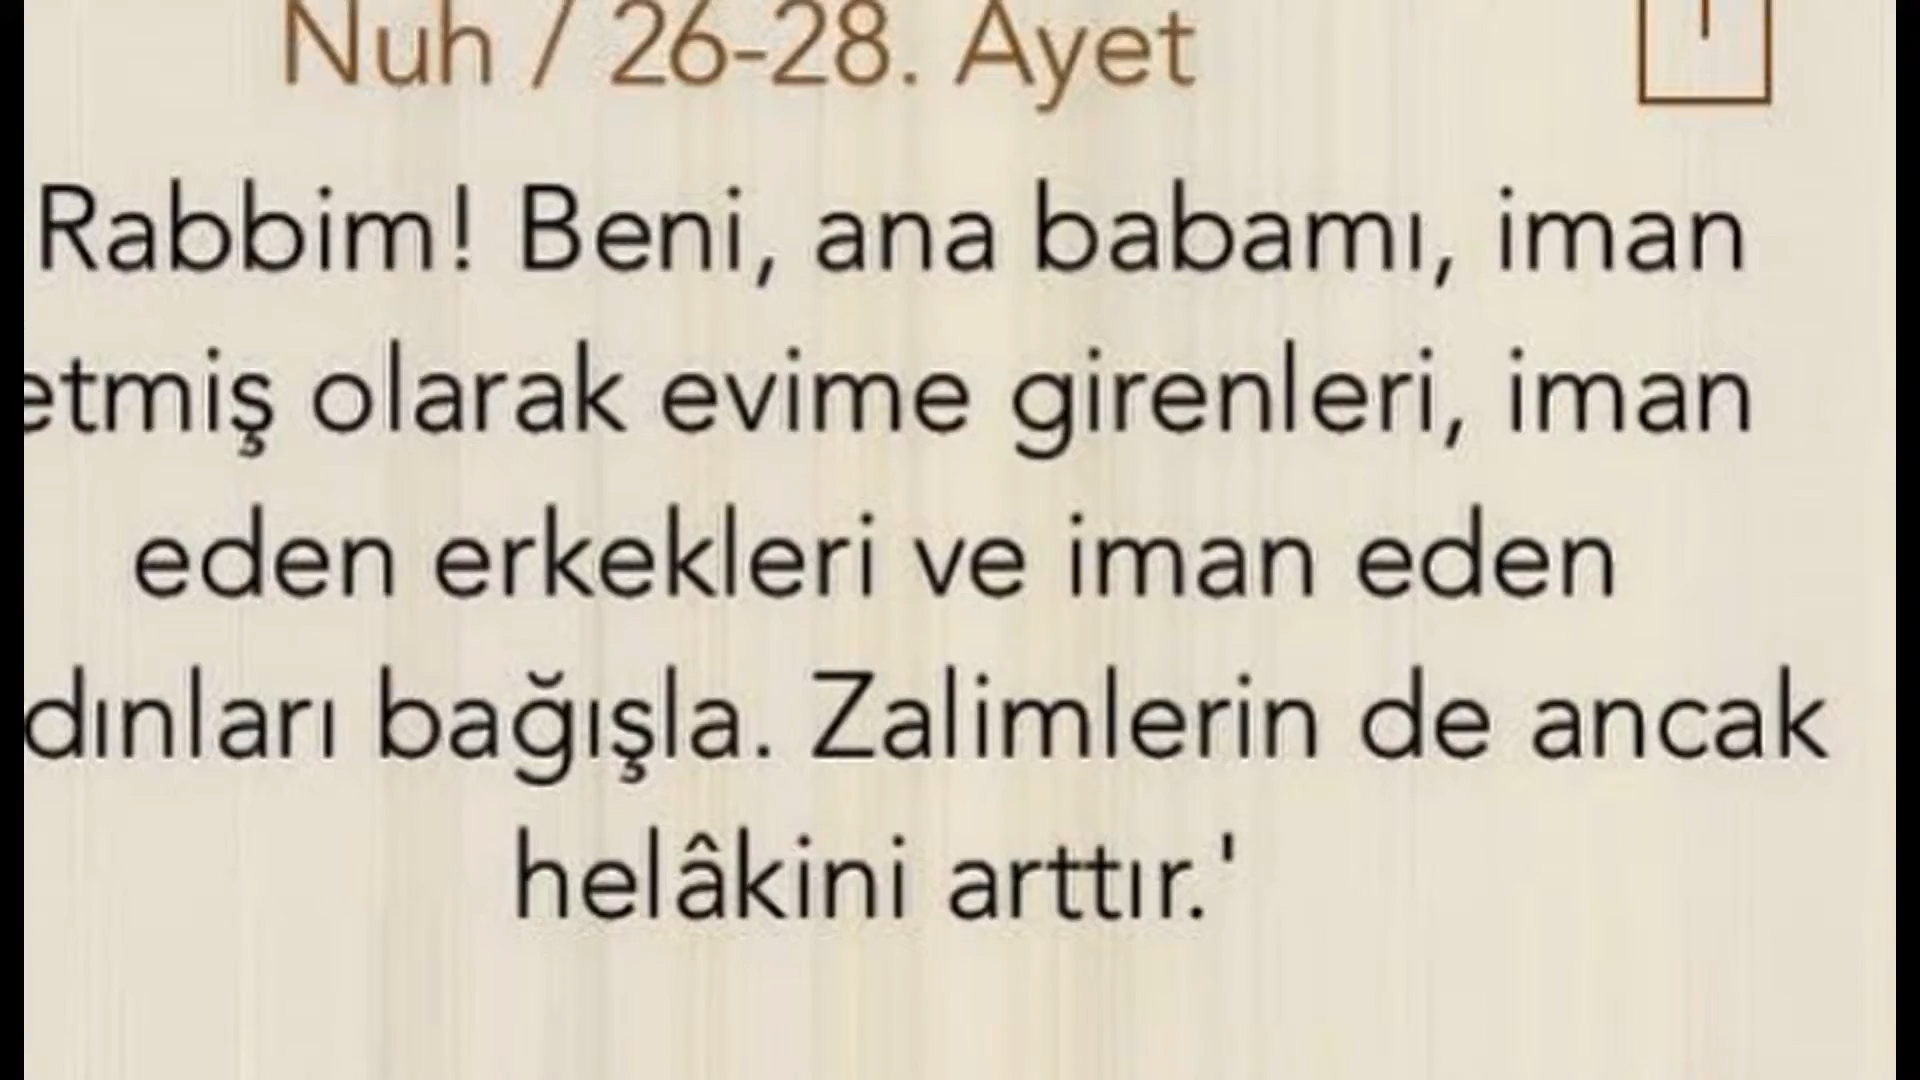 Nuh / 26-28. Ayet
Rabbim! Beni, ana babamı, iman
etmiş olarak evime girenleri, iman
eden erkekleri ve iman eden
dınları bağışla. Zalimlerin de ancak
helâkini arttır.'